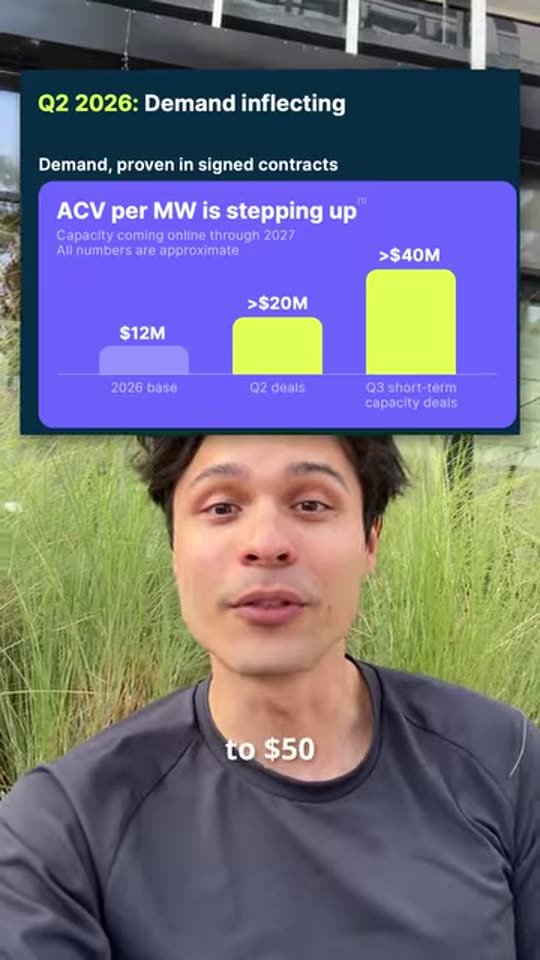 Q2 2026: Demand inflecting
Demand, proven in signed contracts
ACV per MW is stepping up(1)
Capacity coming online through 2027
All numbers are approximate
>$40M
>$20M
$12M
2026 base
Q2 deals
Q3 short-term
capacity deals
to $50